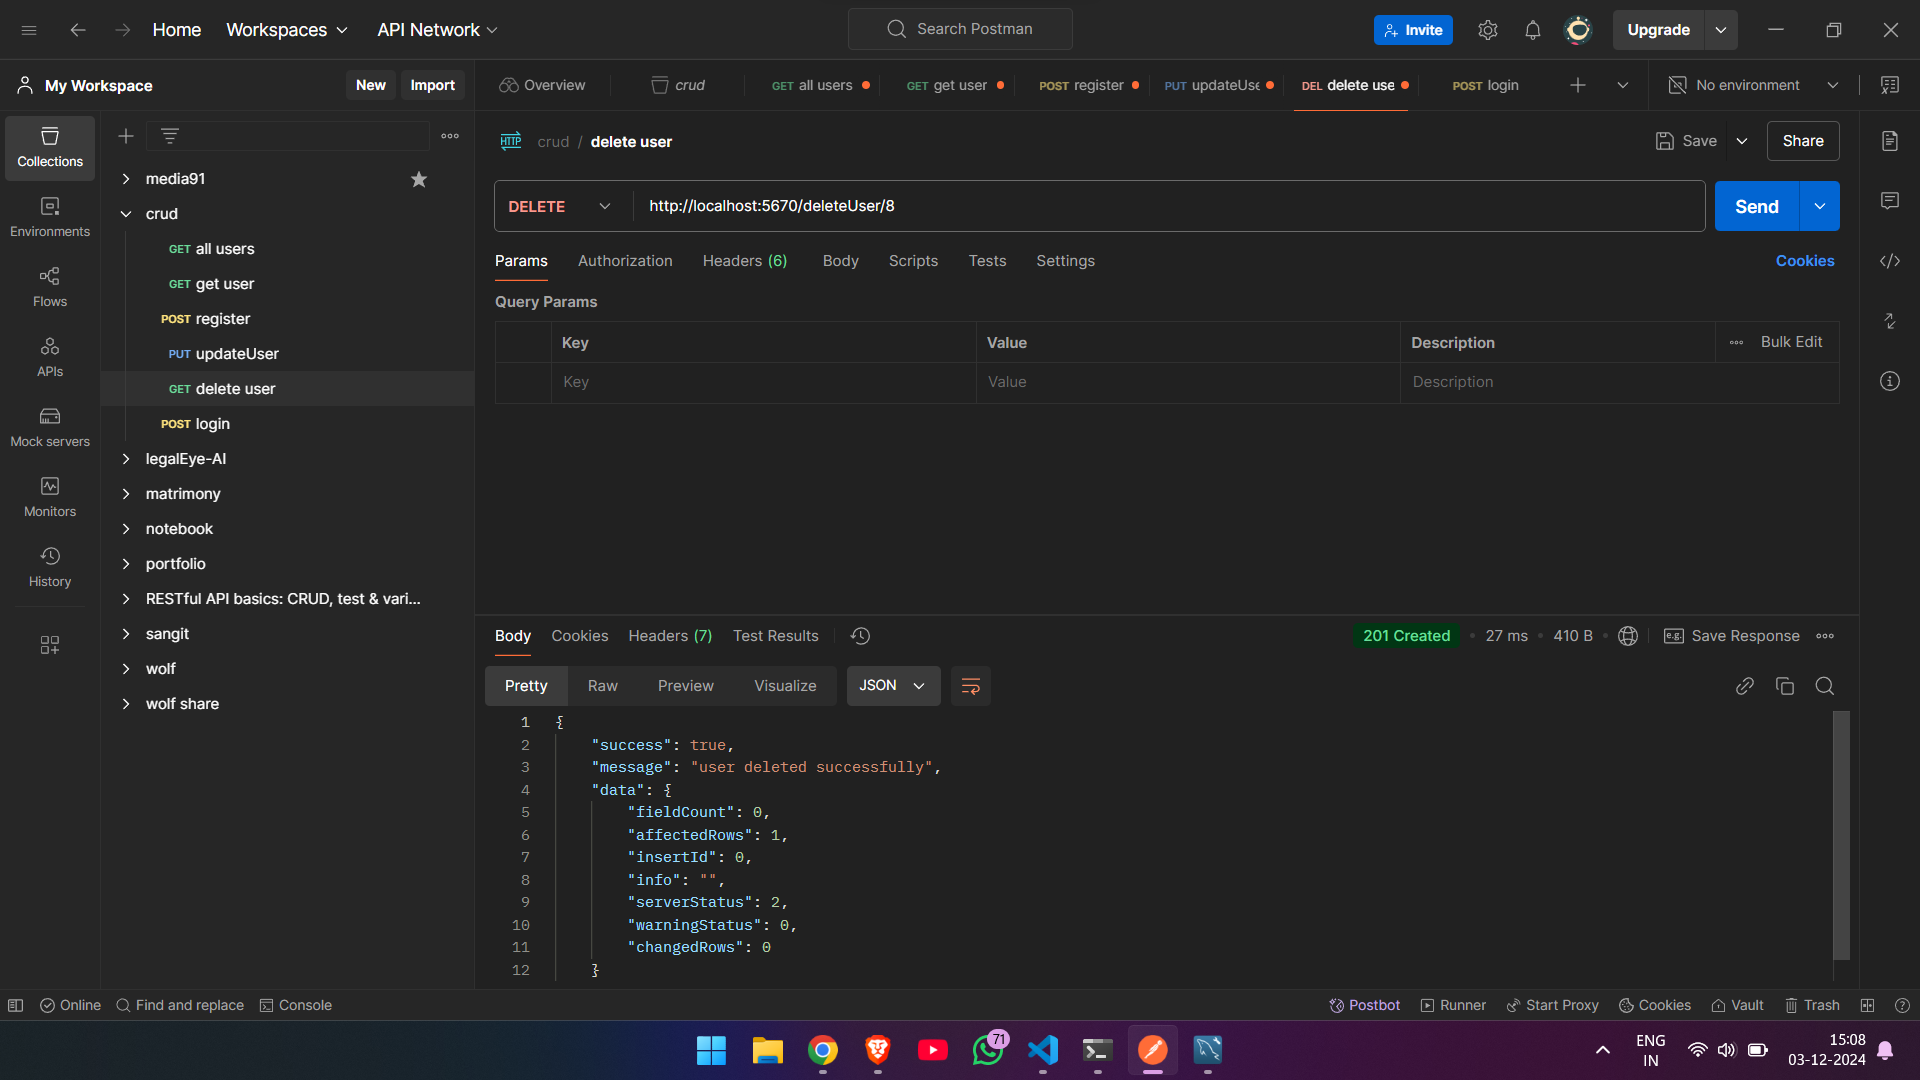 Home Workspaces API Network Search Postman Invite Upgrade
My Workspace New Import Overview crud GET all users GET get user POST register PUT updateUse DEL delete use POST login No environment
Collections
Environments
Flows
APIs
Mock servers
Monitors
History
media91
crud
GET all users
GET get user
POST register
PUT updateUser
GET delete user
POST login
legalEye-AI
matrimony
notebook
portfolio
RESTful API basics: CRUD, test & vari...
sangit
wolf
wolf share
HTTP crud / delete user Save Share
DELETE http://localhost:5670/deleteUser/8 Send
Params Authorization Headers (6) Body Scripts Tests Settings Cookies
Query Params
Key Value Description Bulk Edit
Key Value Description
Body Cookies Headers (7) Test Results 201 Created 27 ms 410 B e.g. Save Response
Pretty Raw Preview Visualize JSON
1 {
2 "success": true,
3 "message": "user deleted successfully",
4 "data": {
5 "fieldCount": 0,
6 "affectedRows": 1,
7 "insertId": 0,
8 "info": "",
9 "serverStatus": 2,
10 "warningStatus": 0,
11 "changedRows": 0
12 }
Online Find and replace Console Postbot Runner Start Proxy Cookies Vault Trash
71
ENG
IN
15:08
03-12-2024